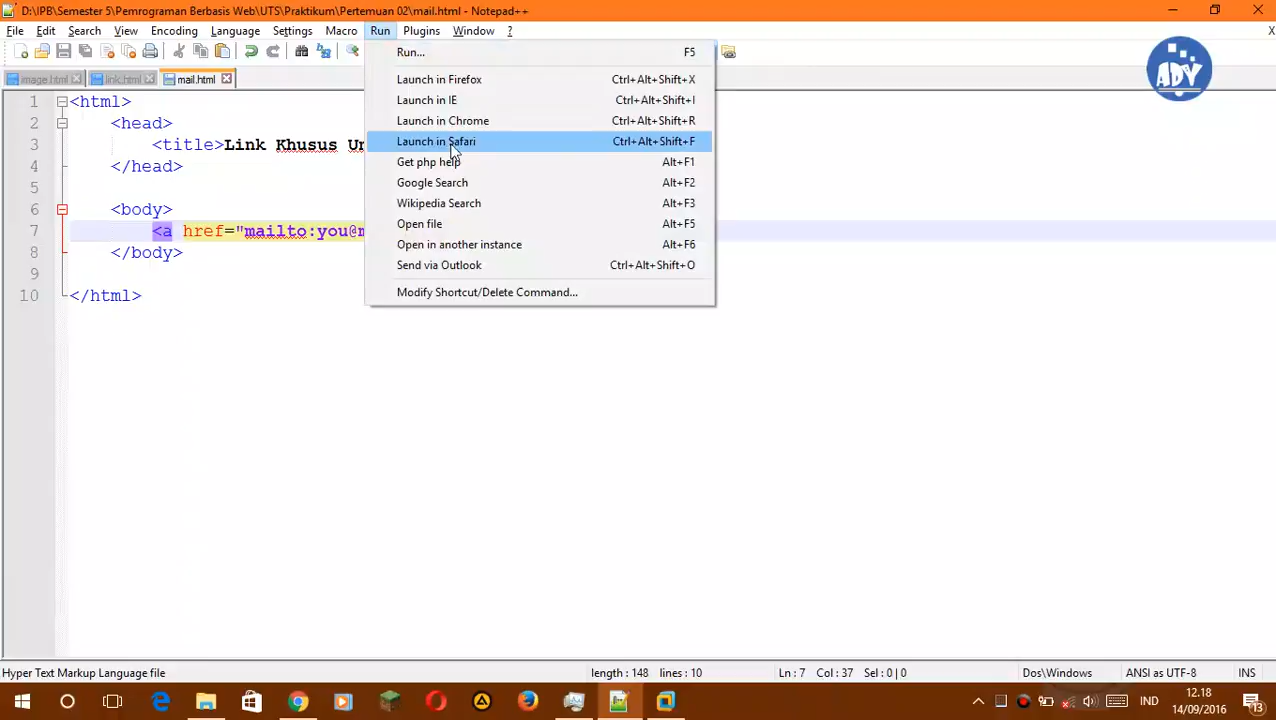 D:\IPB\Semester 5\Pemrograman Berbasis Web\UTS\Praktikum\Pertemuan 02\mail.html - Notepad++
File Edit Search View Encoding Language Settings Macro Run Plugins Window ? X
image.html link.html mail.html
ADY
Run... F5
Launch in Firefox Ctrl+Alt+Shift+X
Launch in IE Ctrl+Alt+Shift+I
Launch in Chrome Ctrl+Alt+Shift+R
Launch in Safari Ctrl+Alt+Shift+F
Get php help Alt+F1
Google Search Alt+F2
Wikipedia Search Alt+F3
Open file Alt+F5
Open in another instance Alt+F6
Send via Outlook Ctrl+Alt+Shift+O
Modify Shortcut/Delete Command...
1 <html>
2 <head>
3 <title>Link Khusus
4 </head>
5
6 <body>
7 <a href="mailto:you@
8 </body>
9
10 </html>
Hyper Text Markup Language file length : 148 lines : 10 Ln : 7 Col : 37 Sel : 0 | 0 Dos\Windows ANSI as UTF-8 INS
IND 12.18
14/09/2016 13